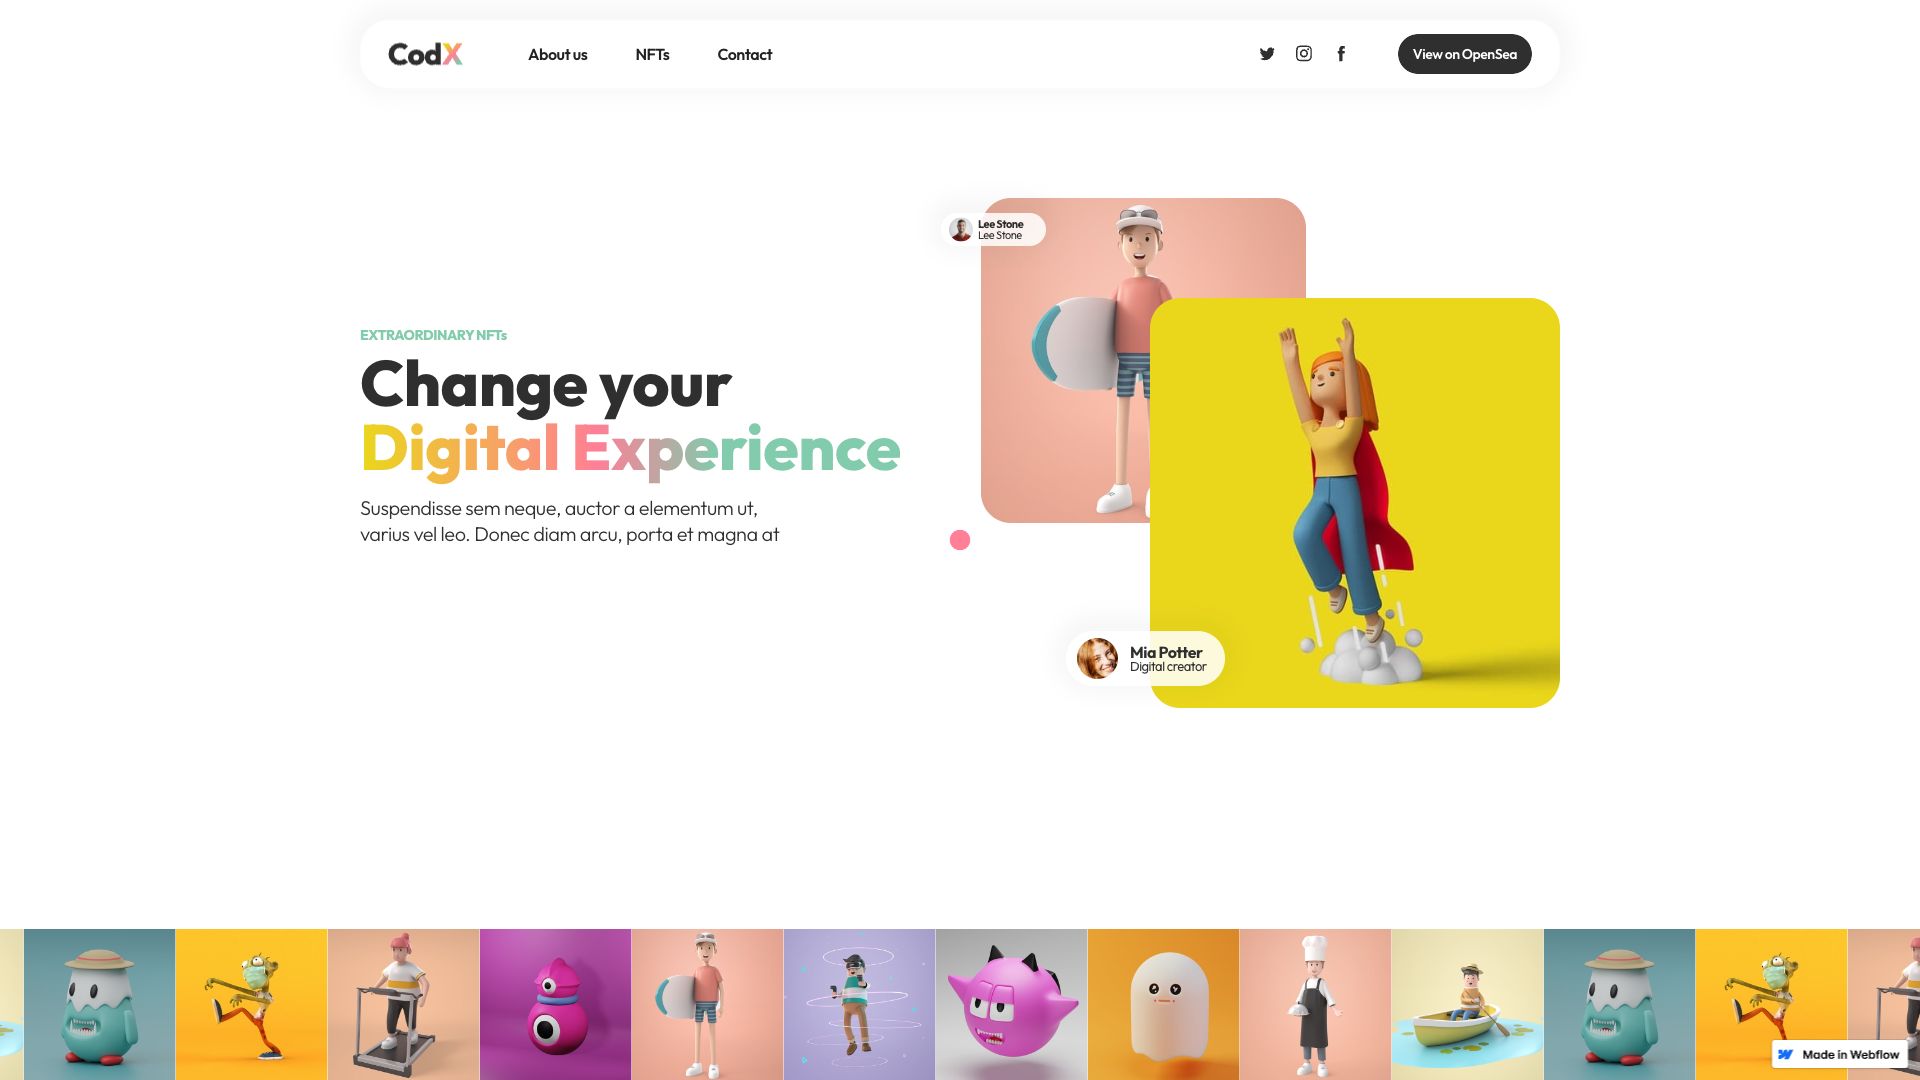 CodX
About us
NFTs
Contact
View on OpenSea
Lee Stone
Lee Stone
EXTRAORDINARY NFTs
Change your
Digital Experience
Suspendisse sem neque, auctor a elementum ut,
varius vel leo. Donec diam arcu, porta et magna at
Mia Potter
Digital creator
Made in Webflow